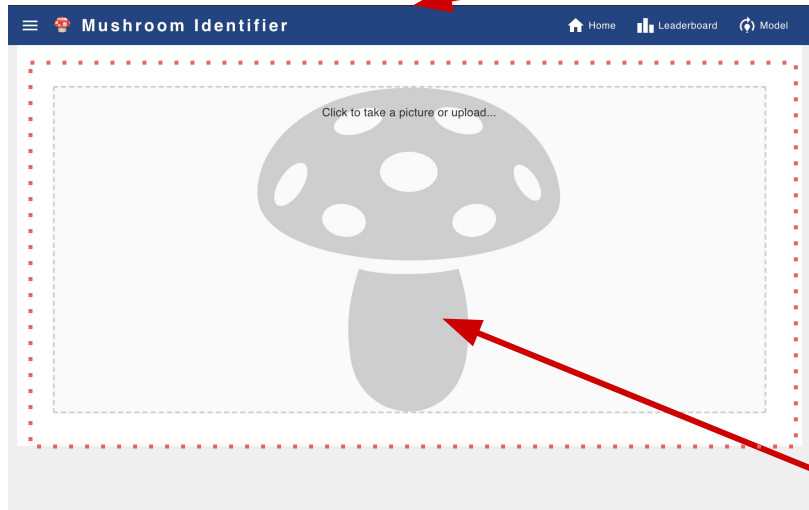 Mushroom Identifier
Home
Leaderboard
Model
Click to take a picture or upload...